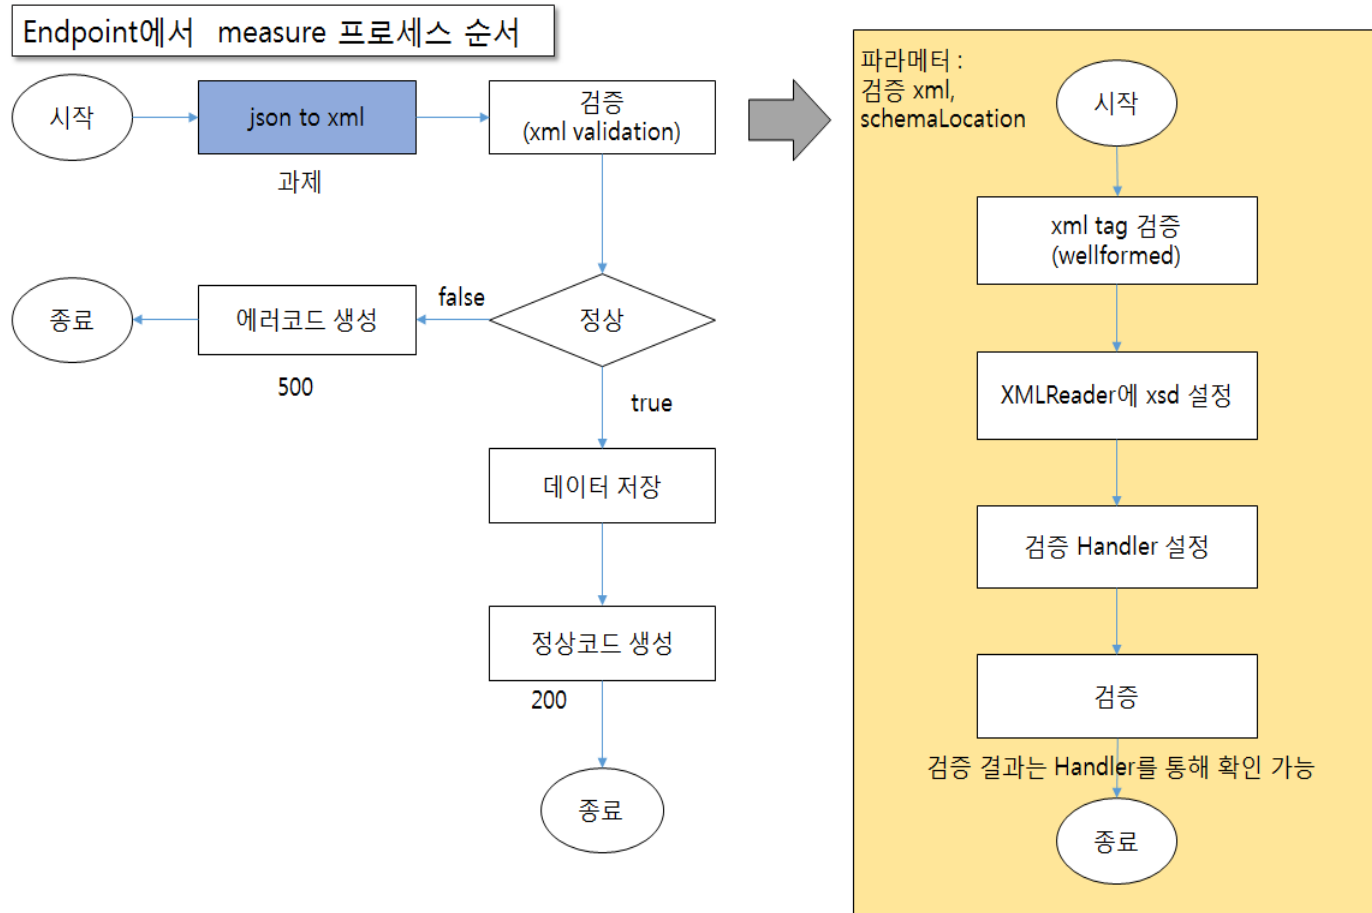 Endpoint에서 measure 프로세스 순서
시작
json to xml
과제
검증
(xml validation)
정상
false
에러코드 생성
500
종료
true
데이터 저장
정상코드 생성
200
종료
파라메터 :
검증 xml,
schemaLocation
시작
xml tag 검증
(wellformed)
XMLReader에 xsd 설정
검증 Handler 설정
검증
검증 결과는 Handler를 통해 확인 가능
종료